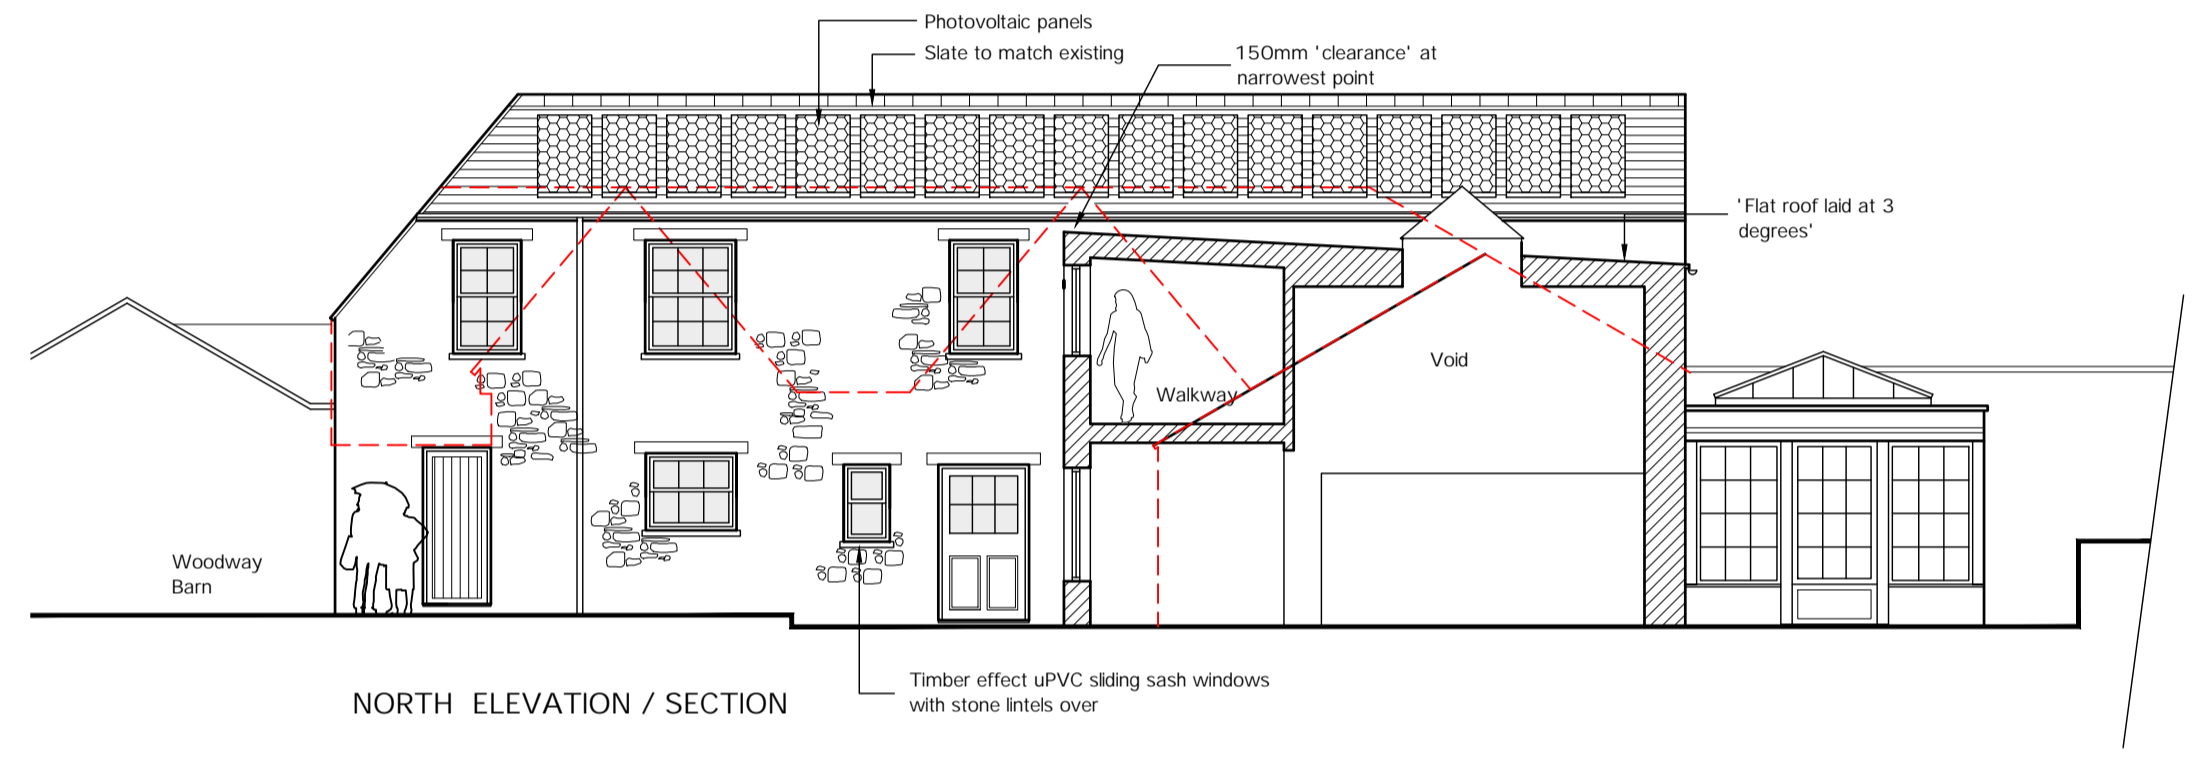 Photovoltaic panels
Slate to match existing
150mm 'clearance' at
narrowest point
'Flat roof laid at 3
degrees'
Void
Walkway
Woodway
Barn
Timber effect uPVC sliding sash windows
with stone lintels over
NORTH ELEVATION / SECTION